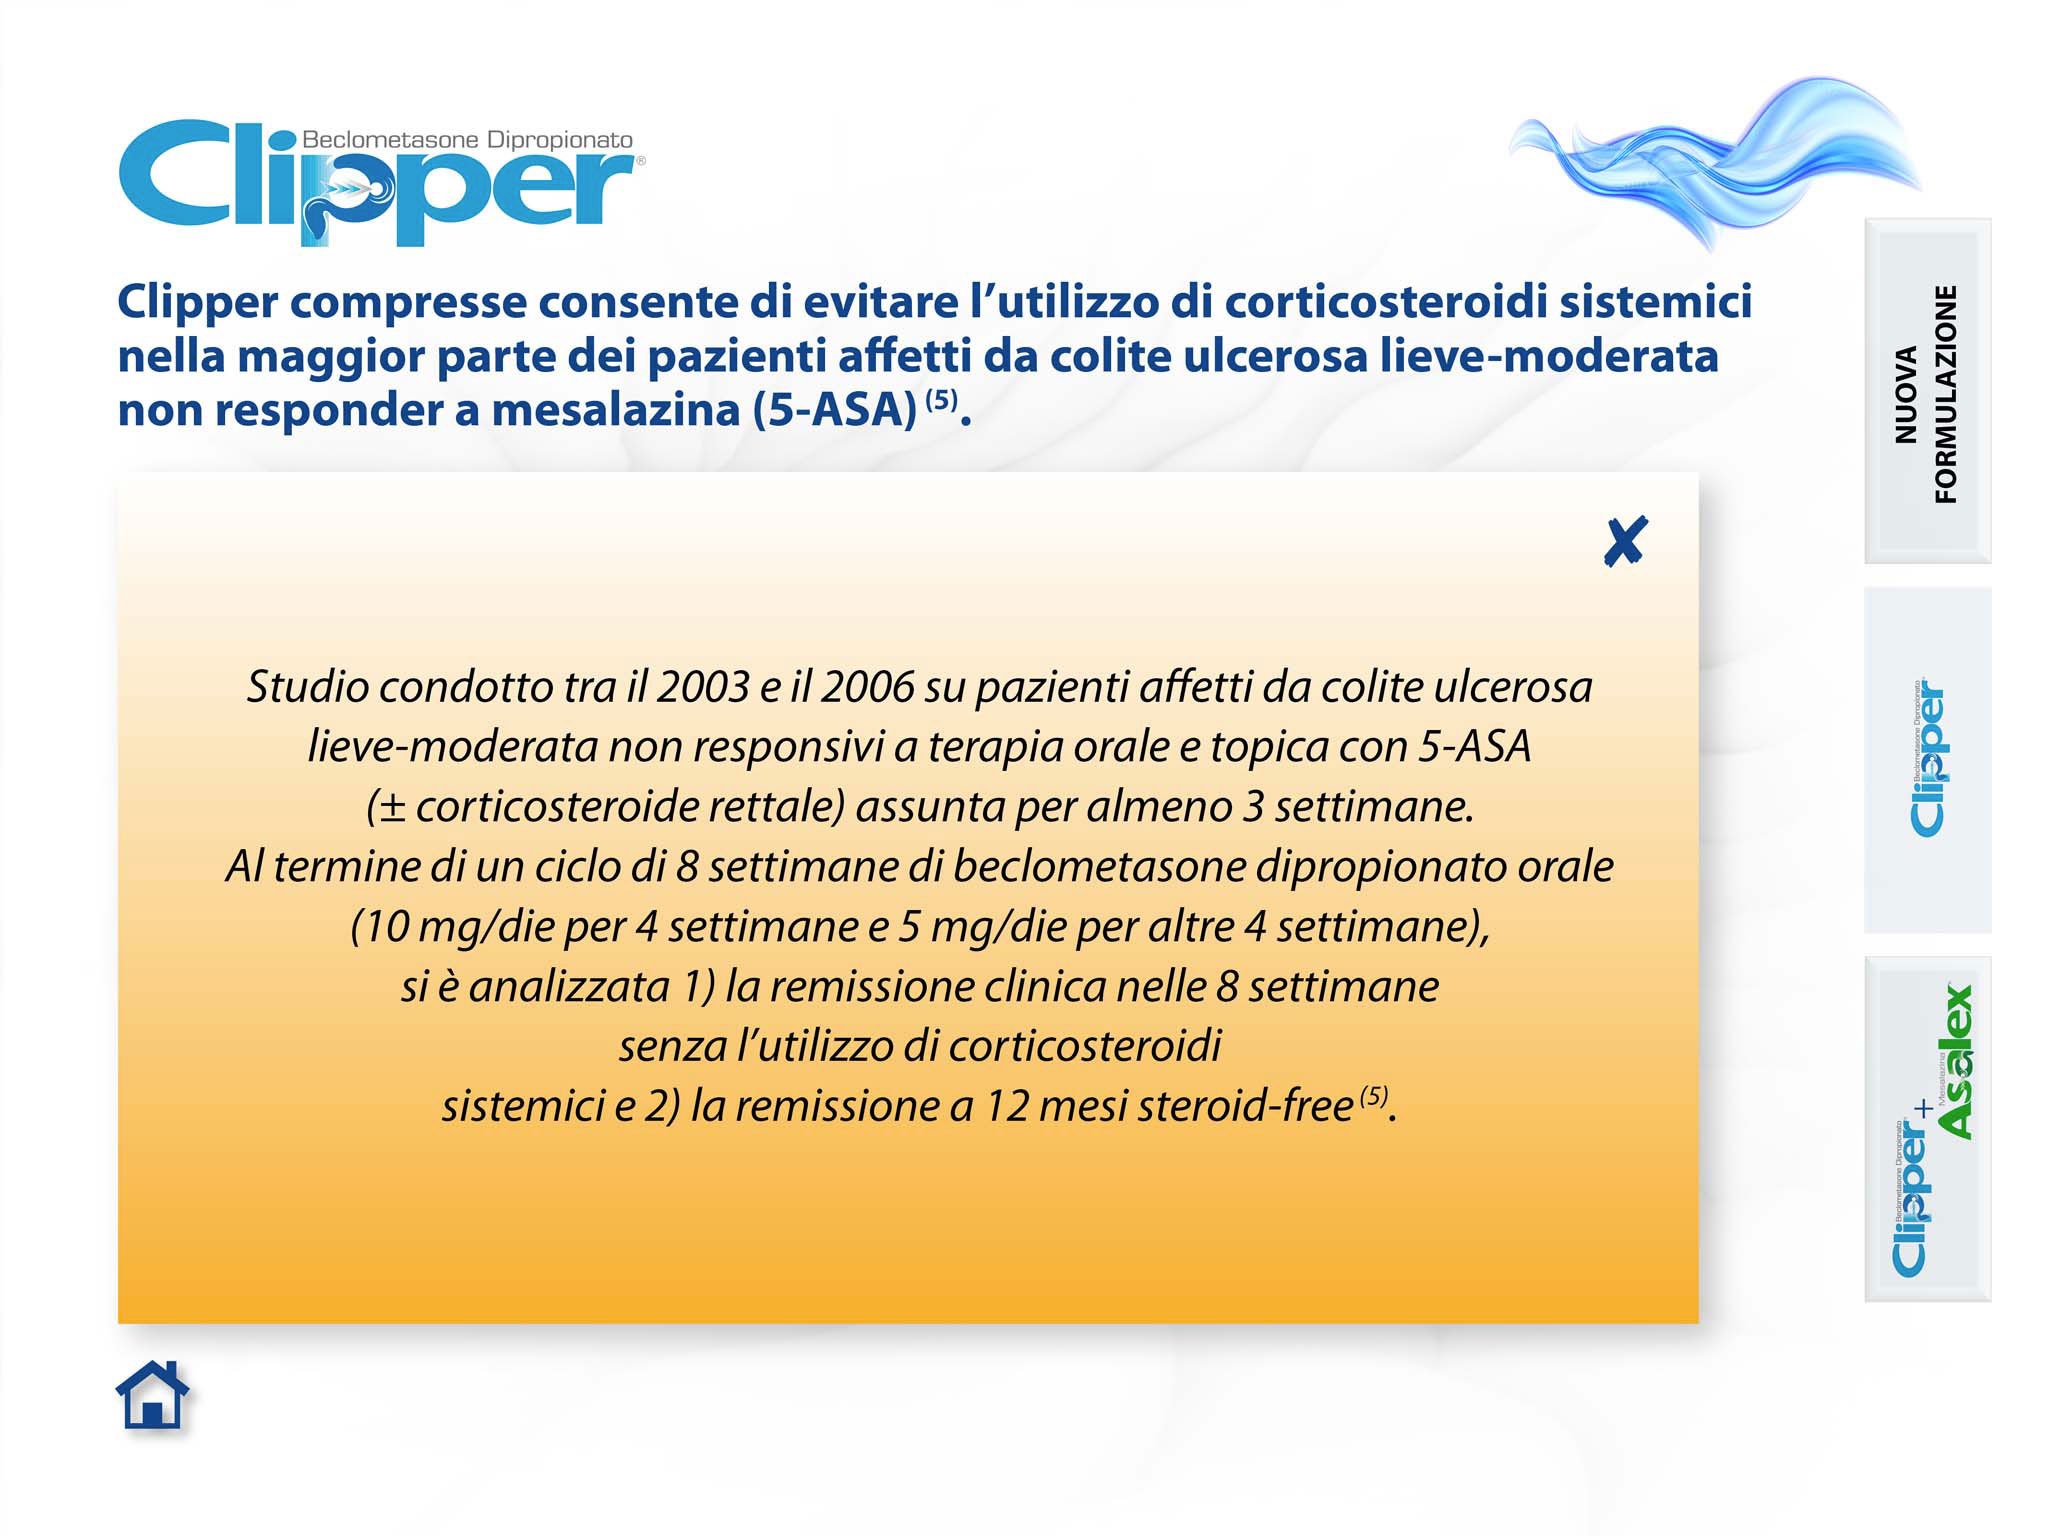 Beclometasone Dipropionato
Clipper®
Clipper compresse consente di evitare l’utilizzo di corticosteroidi sistemici
nella maggior parte dei pazienti affetti da colite ulcerosa lieve-moderata
non responder a mesalazina (5-ASA) (5).
✘
Studio condotto tra il 2003 e il 2006 su pazienti affetti da colite ulcerosa
lieve-moderata non responsivi a terapia orale e topica con 5-ASA
(± corticosteroide rettale) assunta per almeno 3 settimane.
Al termine di un ciclo di 8 settimane di beclometasone dipropionato orale
(10 mg/die per 4 settimane e 5 mg/die per altre 4 settimane),
si è analizzata 1) la remissione clinica nelle 8 settimane
senza l’utilizzo di corticosteroidi
sistemici e 2) la remissione a 12 mesi steroid-free (5).
NUOVA
FORMULAZIONE
Beclometasone Dipropionato
Clipper
Beclometasone Dipropionato
Clipper+
Mesalazina
Asalex